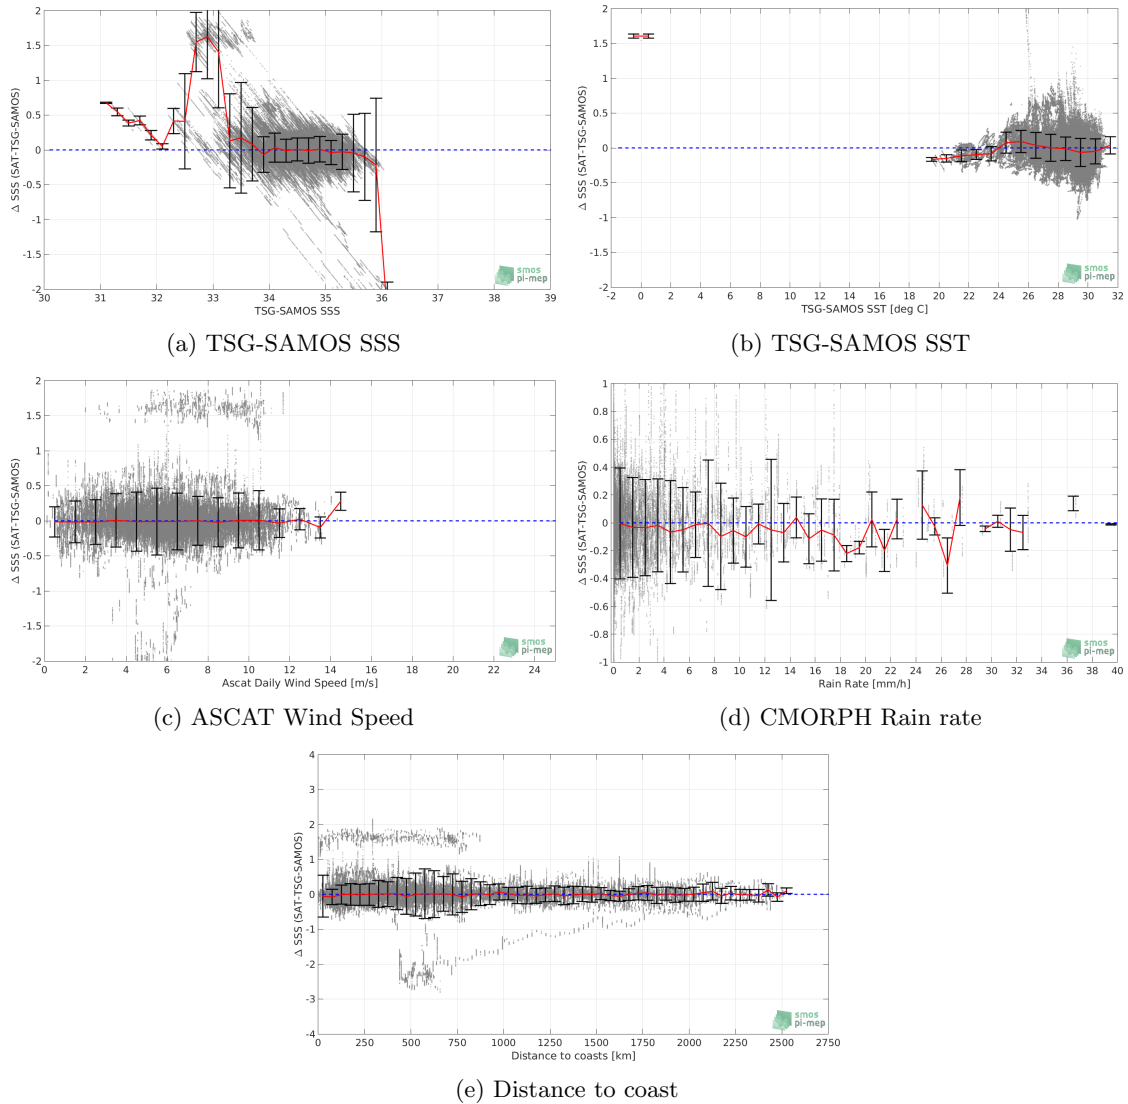 2
1.5
1
0.5
0
-0.5
-1
-1.5
-2
Δ SSS (SAT-TSG-SAMOS)
30 31 32 33 34 35 36 37 38 39
TSG-SAMOS SSS
smos
pi-mep
(a) TSG-SAMOS SSS
2
1.5
1
0.5
0
-0.5
-1
-1.5
-2
Δ SSS (SAT-TSG-SAMOS)
-2 0 2 4 6 8 10 12 14 16 18 20 22 24 26 28 30 32
TSG-SAMOS SST [deg C]
smos
pi-mep
(b) TSG-SAMOS SST
2
1.5
1
0.5
0
-0.5
-1
-1.5
-2
Δ SSS (SAT-TSG-SAMOS)
0 2 4 6 8 10 12 14 16 18 20 22 24
Ascat Daily Wind Speed [m/s]
smos
pi-mep
(c) ASCAT Wind Speed
1
0.8
0.6
0.4
0.2
0
-0.2
-0.4
-0.6
-0.8
-1
Δ SSS (SAT-TSG-SAMOS)
0 2 4 6 8 10 12 14 16 18 20 22 24 26 28 30 32 34 36 38 40
Rain Rate [mm/h]
smos
pi-mep
(d) CMORPH Rain rate
4
3
2
1
0
-1
-2
-3
-4
Δ SSS (SAT-TSG-SAMOS)
0 250 500 750 1000 1250 1500 1750 2000 2250 2500 2750
Distance to coasts [km]
smos
pi-mep
(e) Distance to coast